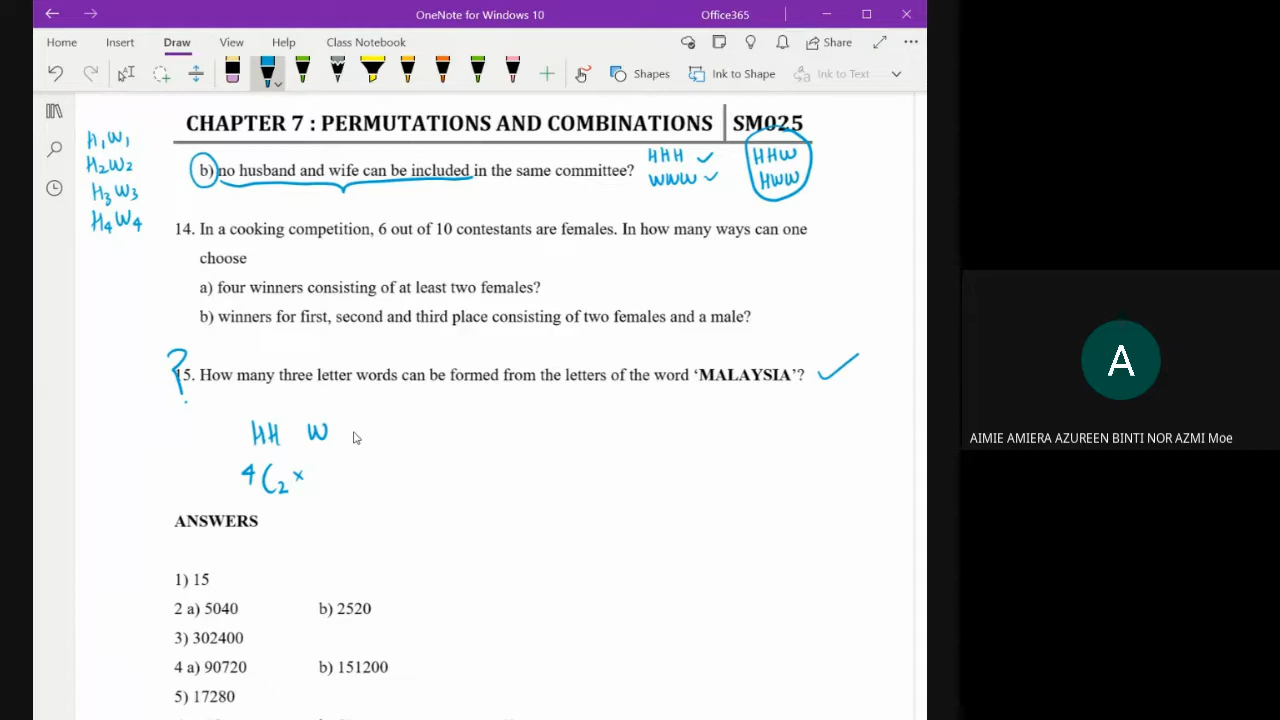 OneNote for Windows 10
Office365
Home Insert Draw View Help Class Notebook
Share
Shapes Ink to Shape Ink to Text
CHAPTER 7 : PERMUTATIONS AND COMBINATIONS SM025
H₁W₁
H₂W₂
H₃W₃
H₄W₄
b) no husband and wife can be included in the same committee?
HHH ✓
WWW ✓
HHW
HWW
14. In a cooking competition, 6 out of 10 contestants are females. In how many ways can one
choose
a) four winners consisting of at least two females?
b) winners for first, second and third place consisting of two females and a male?
? 15. How many three letter words can be formed from the letters of the word ‘MALAYSIA’? ✓
HH W
⁴C₂ ×
ANSWERS
1) 15
2 a) 5040 b) 2520
3) 302400
4 a) 90720 b) 151200
5) 17280
A
AIMIE AMIERA AZUREEN BINTI NOR AZMI Moe